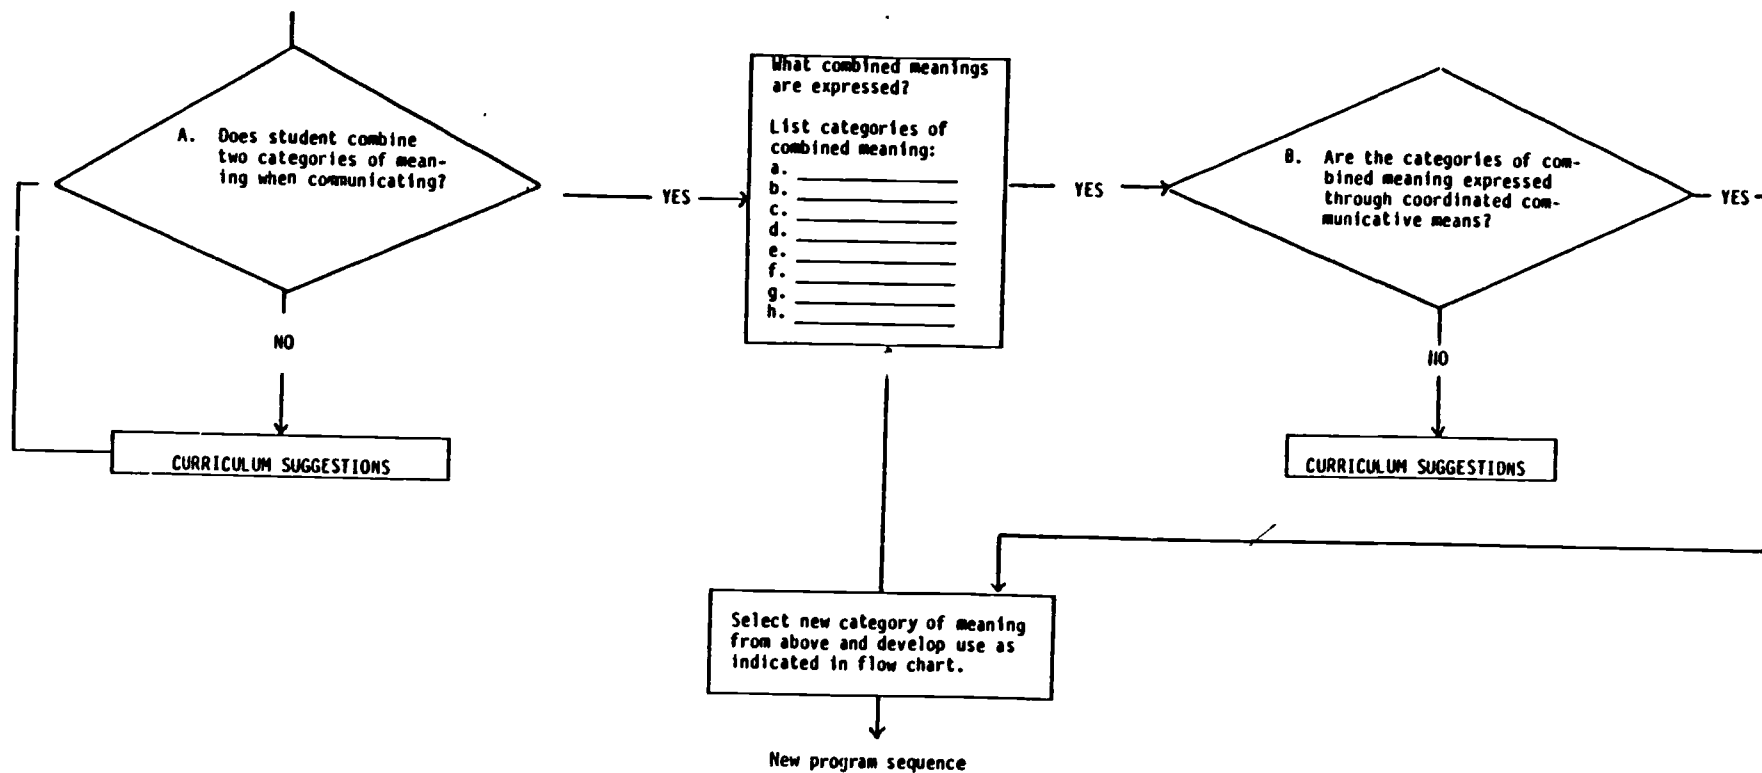 A. Does student combine
two categories of mean-
ing when communicating?
YES
NO
CURRICULUM SUGGESTIONS
What combined meanings
are expressed?
List categories of
combined meaning:
a.
b.
c.
d.
e.
f.
g.
h.
YES
B. Are the categories of com-
bined meaning expressed
through coordinated com-
municative means?
YES
NO
CURRICULUM SUGGESTIONS
Select new category of meaning
from above and develop use as
indicated in flow chart.
New program sequence